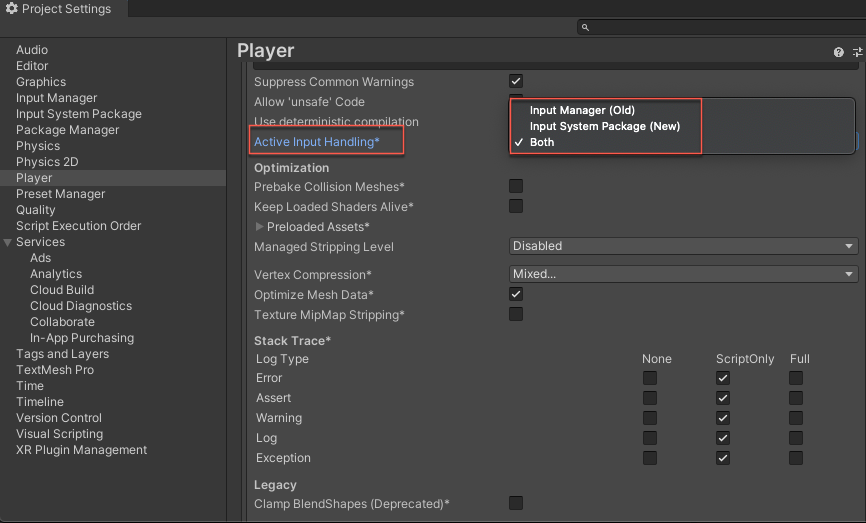 Project Settings
Player
Audio
Editor
Graphics
Input Manager
Input System Package
Package Manager
Physics
Physics 2D
Player
Preset Manager
Quality
Script Execution Order
Services
Ads
Analytics
Cloud Build
Cloud Diagnostics
Collaborate
In-App Purchasing
Tags and Layers
TextMesh Pro
Time
Timeline
Version Control
Visual Scripting
XR Plugin Management
Suppress Common Warnings
Allow 'unsafe' Code
Use deterministic compilation
Active Input Handling*
Input Manager (Old)
Input System Package (New)
Both
Optimization
Prebake Collision Meshes*
Keep Loaded Shaders Alive*
Preloaded Assets*
Managed Stripping Level Disabled
Vertex Compression* Mixed...
Optimize Mesh Data*
Texture MipMap Stripping*
Stack Trace*
Log Type None ScriptOnly Full
Error
Assert
Warning
Log
Exception
Legacy
Clamp BlendShapes (Deprecated)*